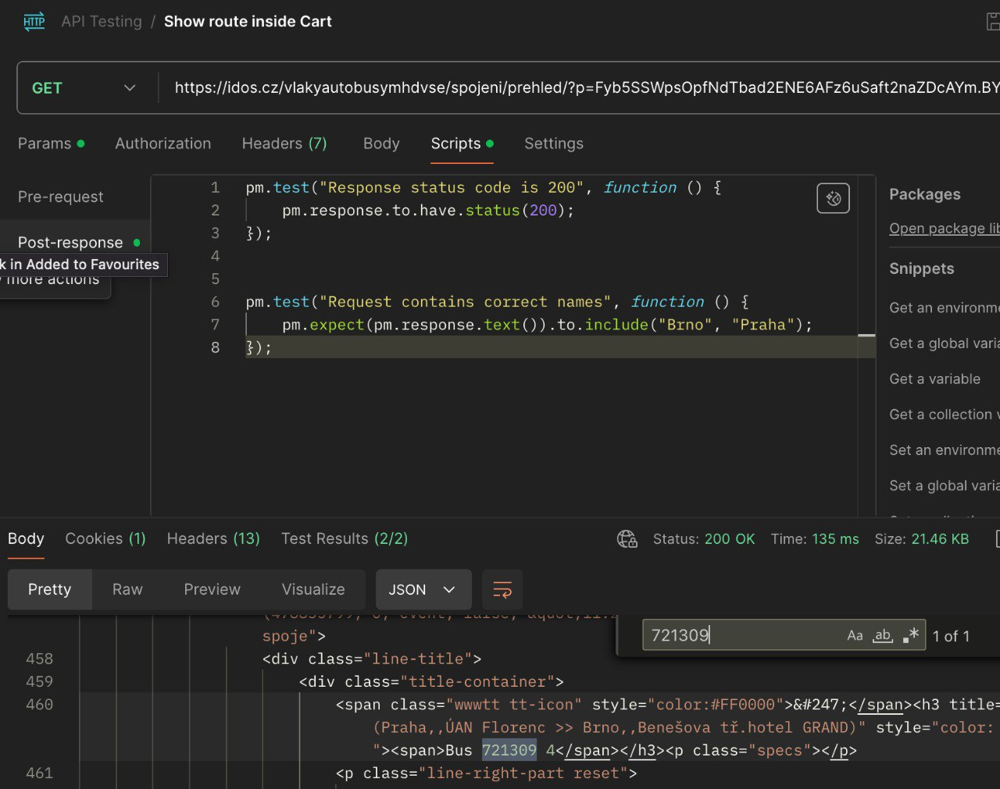 HTTP API Testing / Show route inside Cart
GET https://idos.cz/vlakyautobusymhdvse/spojeni/prehled/?p=Fyb5SSWpsOpfNdTbad2ENE6AFz6uSaft2naZDcAYm.BY
Params Authorization Headers (7) Body Scripts Settings
Pre-request
Post-response
k in Added to Favourites
more actions
1 pm.test("Response status code is 200", function () {
2 pm.response.to.have.status(200);
3 });
4
5
6 pm.test("Request contains correct names", function () {
7 pm.expect(pm.response.text()).to.include("Brno", "Praha");
8 });
Packages
Open package lib
Snippets
Get an environme
Get a global varia
Get a variable
Get a collection v
Set an environme
Set a global varia
Body Cookies (1) Headers (13) Test Results (2/2) Status: 200 OK Time: 135 ms Size: 21.46 KB
Pretty Raw Preview Visualize JSON
721309 Aa ab .* 1 of 1
spoje">
458 <div class="line-title">
459 <div class="title-container">
460 <span class="wwwtt tt-icon" style="color:#FF0000">&#247;</span><h3 title=
(Praha,,ÚAN Florenc >> Brno,,Benešova tř.hotel GRAND)" style="color:
"><span>Bus 721309 4</span></h3><p class="specs"></p>
461 <p class="line-right-part reset">